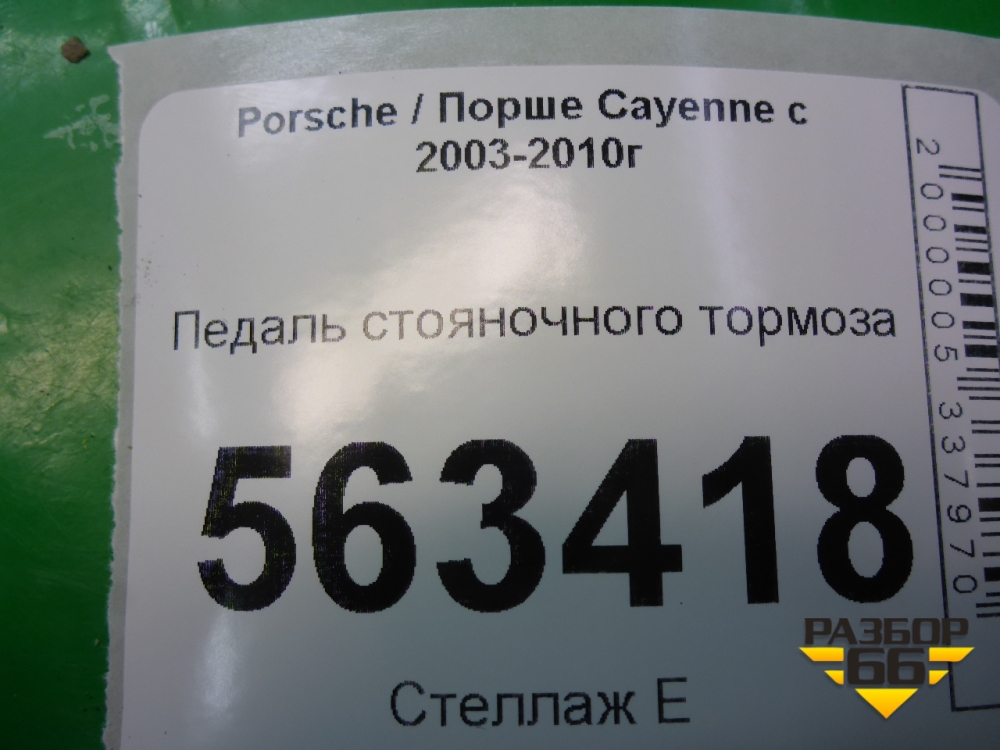 Porsche / Порше Cayenne с
2003-2010г
Педаль стояночного тормоза
563418
Стеллаж Е
2000005337970
РАЗБОР
66